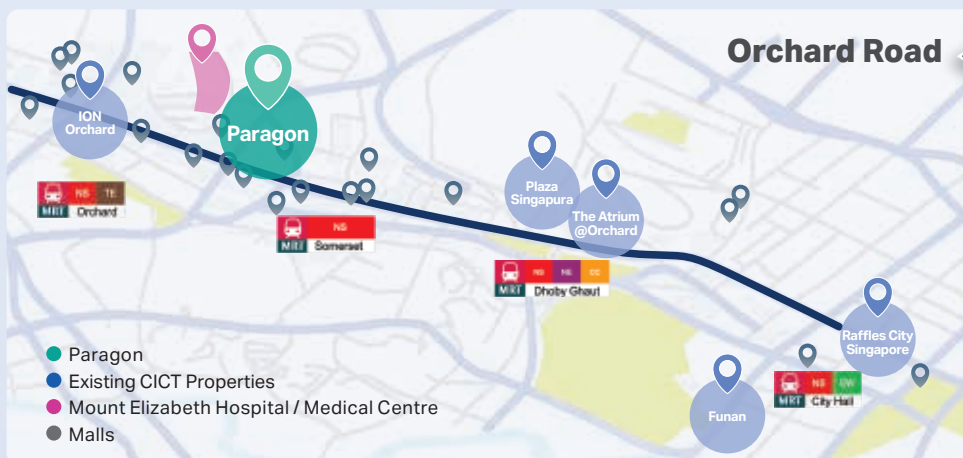 Orchard Road
ION
Orchard
Paragon
Plaza
Singapura
The Atrium
@Orchard
NS TE
MRT Orchard
NS
MRT Somerset
NS NE CC
MRT Dhoby Ghaut
Raffles City
Singapore
NS EW
MRT City Hall
Funan
Paragon
Existing CICT Properties
Mount Elizabeth Hospital / Medical Centre
Malls